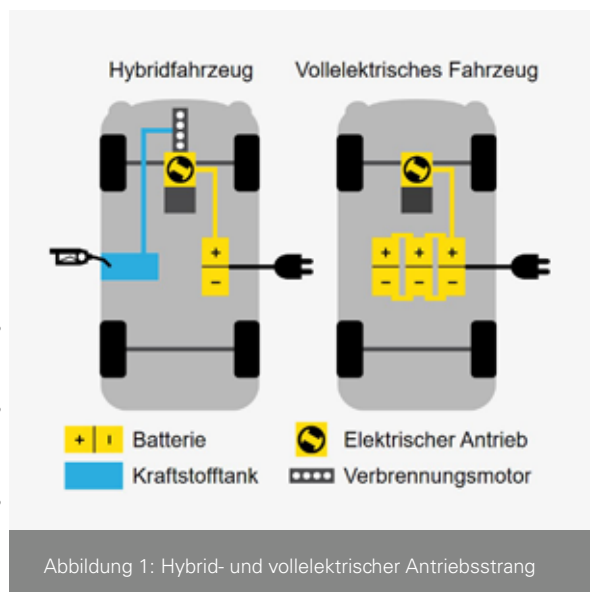 Hybridfahrzeug
Vollelektrisches Fahrzeug
Batterie
Elektrischer Antrieb
Kraftstofftank
Verbrennungsmotor
Abbildung 1: Hybrid- und vollelektrischer Antriebsstrang